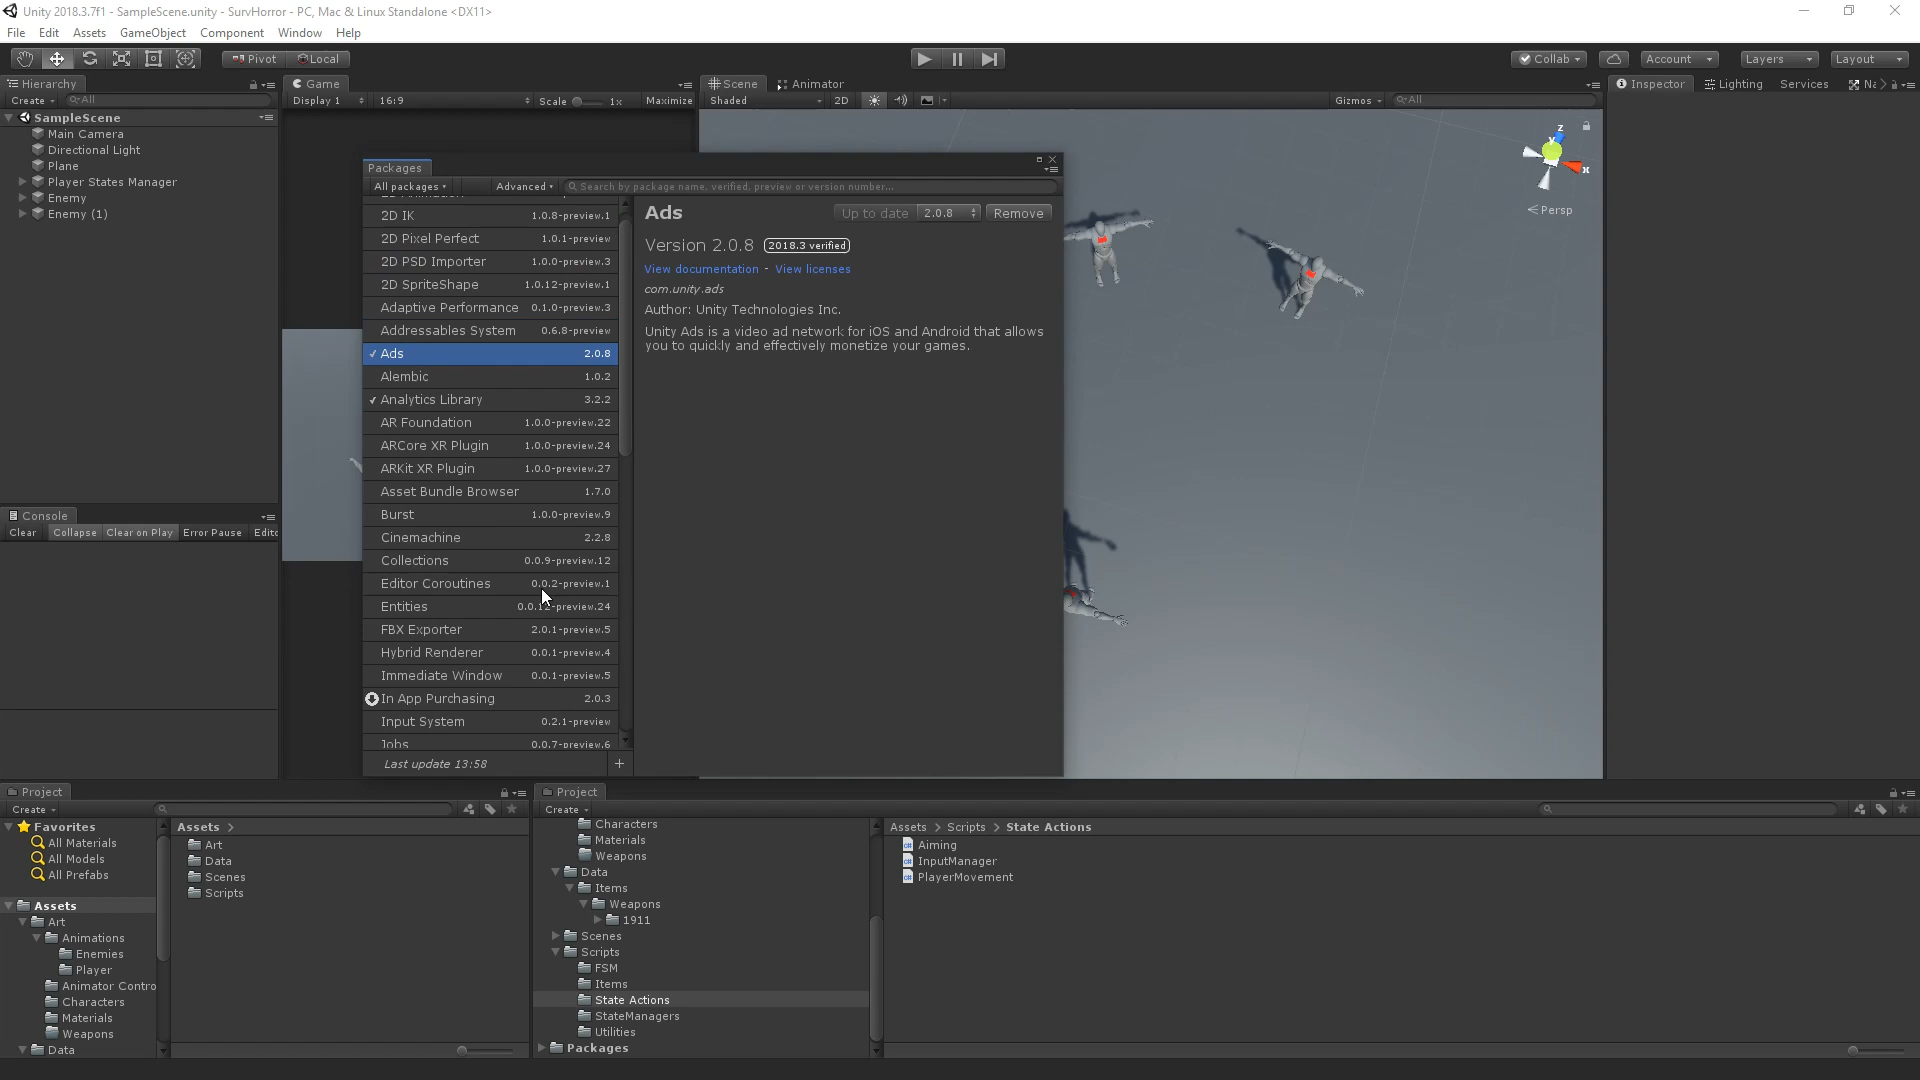 Unity 2018.3.7f1 - SampleScene.unity - SurvHorror - PC, Mac & Linux Standalone <DX11>
File Edit Assets GameObject Component Window Help
Pivot Local
Collab Account Layers Layout
Hierarchy
Create All
SampleScene
Main Camera
Directional Light
Plane
Player States Manager
Enemy
Enemy (1)
Game
Display 1 16:9 Scale 1x Maximize
Scene Animator
Shaded 2D Gizmos All
Inspector Lighting Services
z
y
x
Persp
Console
Clear Collapse Clear on Play Error Pause
Packages
All packages Advanced Search by package name, verified, preview or version number...
2D IK 1.0.8-preview.1
2D Pixel Perfect 1.0.1-preview
2D PSD Importer 1.0.0-preview.3
2D SpriteShape 1.0.12-preview.1
Adaptive Performance 0.1.0-preview.3
Addressables System 0.6.8-preview
Ads 2.0.8
Alembic 1.0.2
Analytics Library 3.2.2
AR Foundation 1.0.0-preview.22
ARCore XR Plugin 1.0.0-preview.24
ARKit XR Plugin 1.0.0-preview.27
Asset Bundle Browser 1.7.0
Burst 1.0.0-preview.9
Cinemachine 2.2.8
Collections 0.0.9-preview.12
Editor Coroutines 0.0.2-preview.1
Entities 0.0.12-preview.24
FBX Exporter 2.0.1-preview.5
Hybrid Renderer 0.0.1-preview.4
Immediate Window 0.0.1-preview.5
In App Purchasing 2.0.3
Input System 0.2.1-preview
Jobs 0.0.7-preview.6
Last update 13:58 +
Ads Up to date 2.0.8 Remove
Version 2.0.8 2018.3 verified
View documentation - View licenses
com.unity.ads
Author: Unity Technologies Inc.
Unity Ads is a video ad network for iOS and Android that allows
you to quickly and effectively monetize your games.
Project
Create
Favorites
All Materials
All Models
All Prefabs
Assets
Art
Animations
Enemies
Player
Animator Contro
Characters
Materials
Weapons
Data
Assets >
Art
Data
Scenes
Scripts
Project
Create
Characters
Materials
Weapons
Data
Items
Weapons
1911
Scenes
Scripts
FSM
Items
State Actions
StateManagers
Utilities
Packages
Assets > Scripts > State Actions
Aiming
InputManager
PlayerMovement